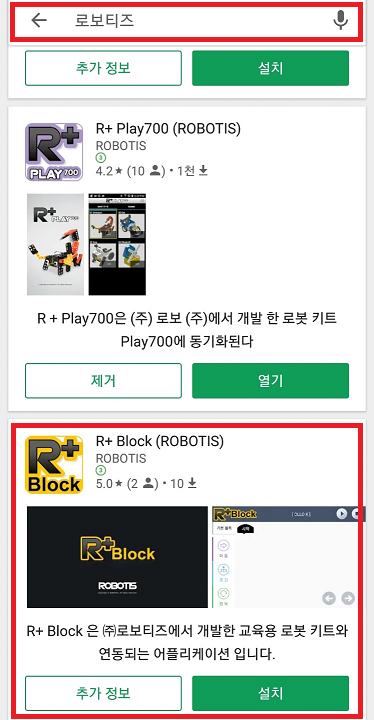 로보티즈
추가 정보
설치
R+
PLAY 700
R+ Play700 (ROBOTIS)
ROBOTIS
3
4.2★ (10 ) • 1천
R+ PLAY700
R + Play700은 (주) 로보 (주)에서 개발 한 로봇 키트
Play700에 동기화된다
제거
열기
R+
Block
R+ Block (ROBOTIS)
ROBOTIS
3
5.0★ (2 ) • 10
R+Block
ROBOTIS
R+Block
R+ Block 은 ㈜로보티즈에서 개발한 교육용 로봇 키트와
연동되는 어플리케이션 입니다.
추가 정보
설치